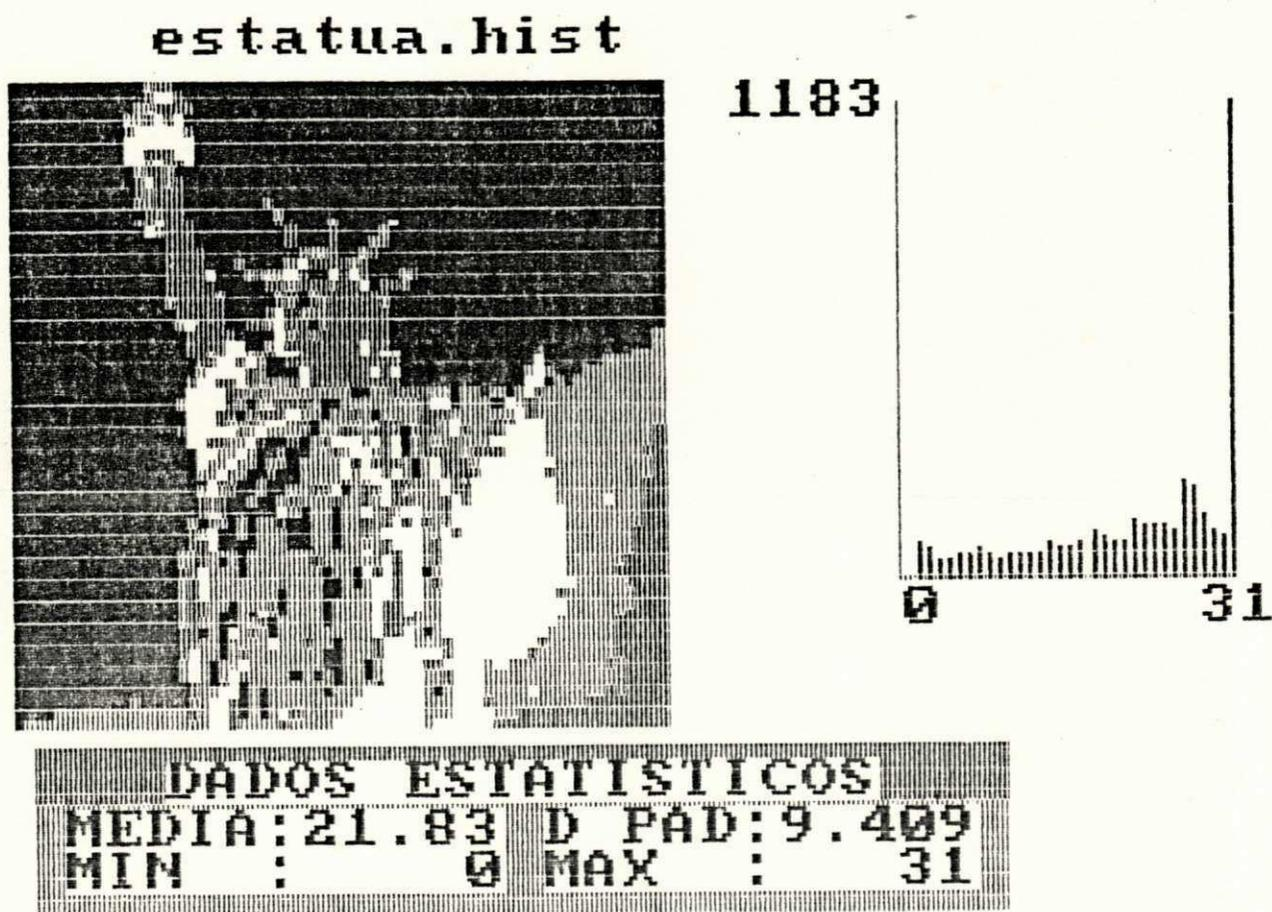 estatua.hist
1183
0 31
DADOS ESTATISTICOS
MEDIA:21.83 D PAD:9.409
MIN : 0 MAX : 31